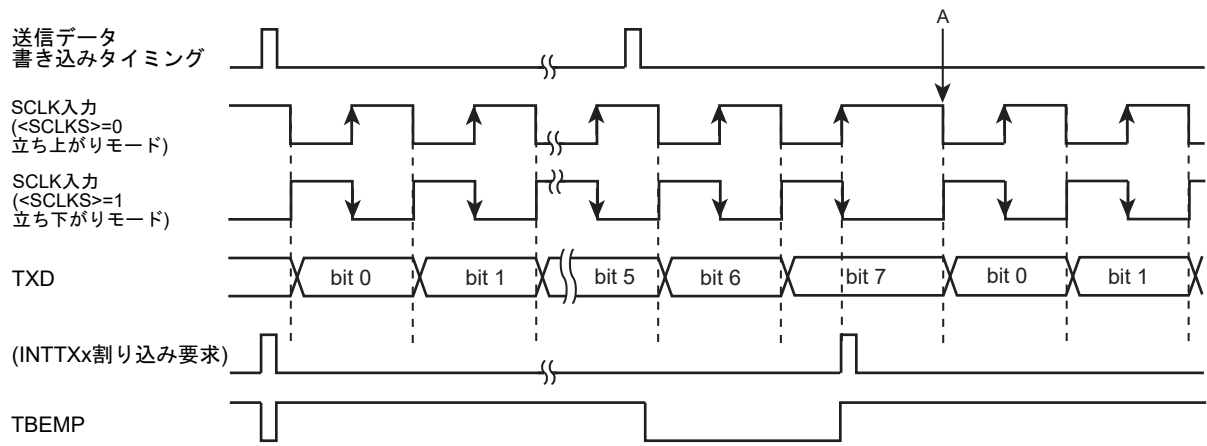 A
送信データ
書き込みタイミング
SCLK入力
(<SCLKS>=0
立ち上がりモード)
SCLK入力
(<SCLKS>=1
立ち下がりモード)
TXD
bit 0
bit 1
bit 5
bit 6
bit 7
bit 0
bit 1
(INTTXx割り込み要求)
TBEMP